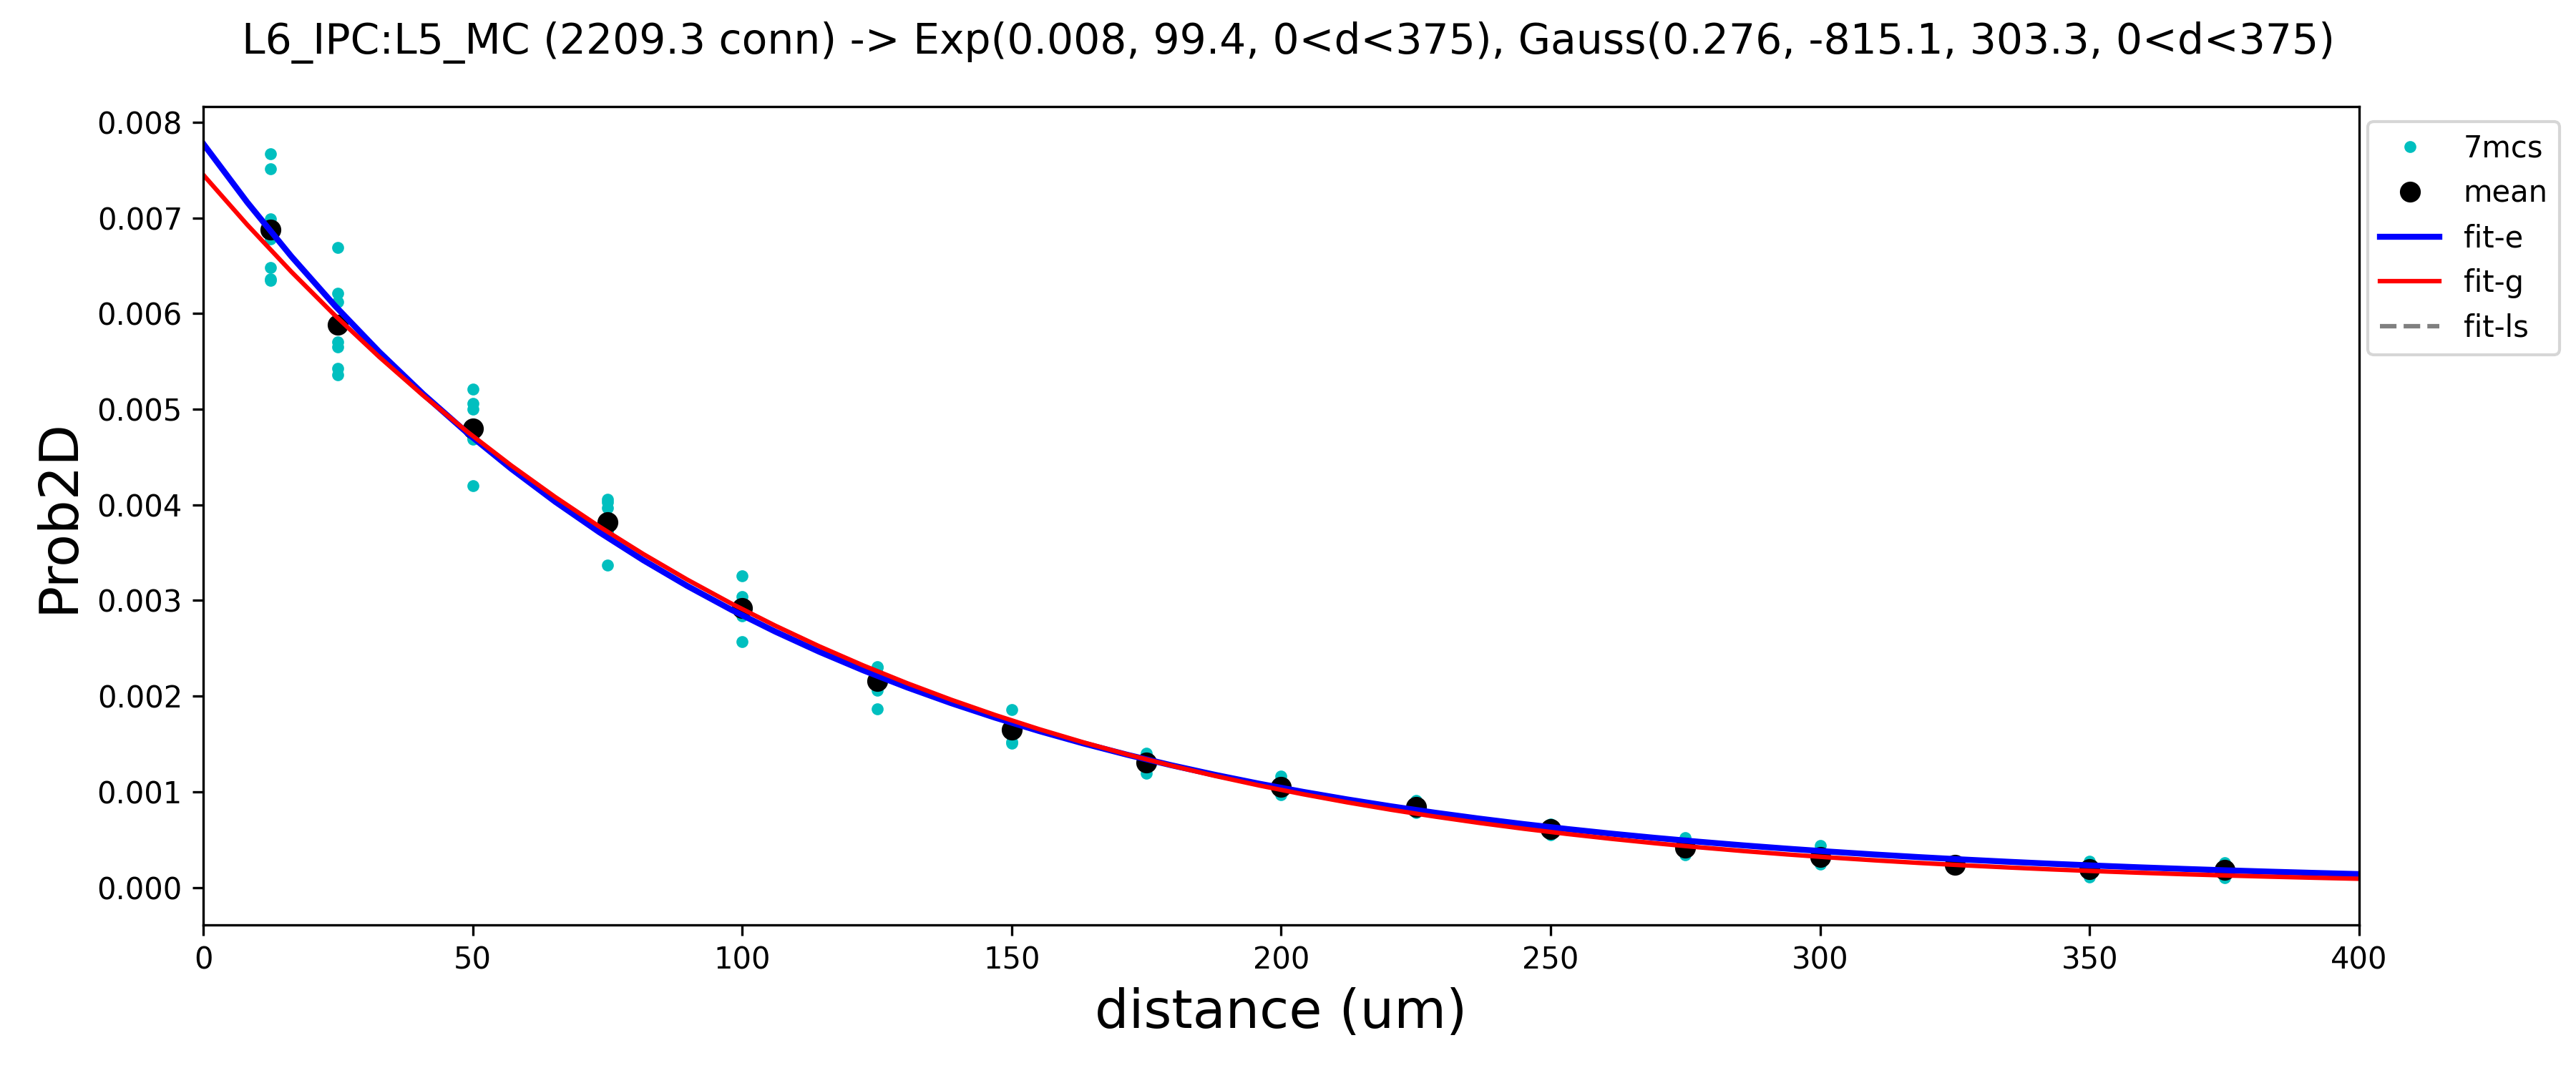 L6_IPC:L5_MC (2209.3 conn) -> Exp(0.008, 99.4, 0<d<375), Gauss(0.276, -815.1, 303.3, 0<d<375)
Prob2D
0.008
0.007
0.006
0.005
0.004
0.003
0.002
0.001
0.000
0 50 100 150 200 250 300 350 400
distance (um)
7mcs
mean
fit-e
fit-g
fit-ls